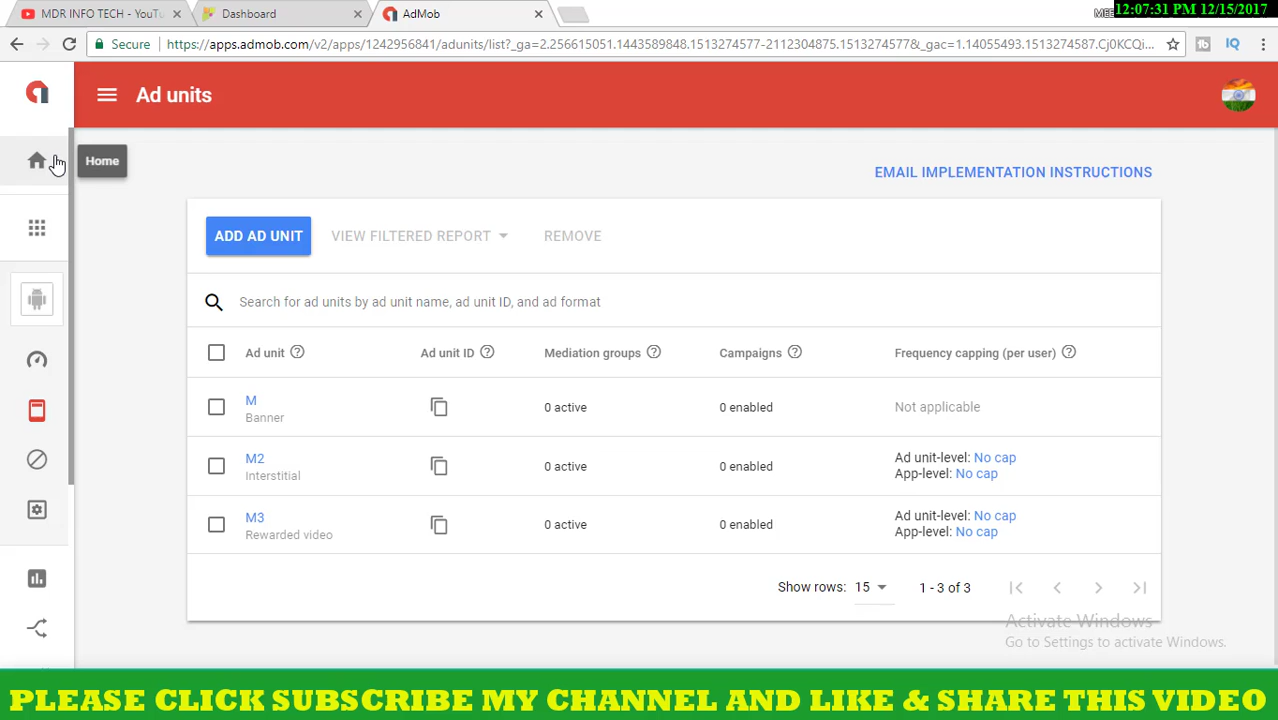 MDR INFO TECH - YouTu
Dashboard
AdMob
MEE
12:07:31 PM 12/15/2017
Secure
https://apps.admob.com/v2/apps/1242956841/adunits/list?_ga=2.256615051.1443589848.1513274577-2112304875.1513274577&_gac=1.14055493.1513274587.Cj0KCQi...
Ad units
Home
EMAIL IMPLEMENTATION INSTRUCTIONS
ADD AD UNIT
VIEW FILTERED REPORT
REMOVE
Search for ad units by ad unit name, ad unit ID, and ad format
Ad unit
Ad unit ID
Mediation groups
Campaigns
Frequency capping (per user)
M
Banner
0 active
0 enabled
Not applicable
M2
Interstitial
0 active
0 enabled
Ad unit-level: No cap
App-level: No cap
M3
Rewarded video
0 active
0 enabled
Ad unit-level: No cap
App-level: No cap
Show rows: 15
1 - 3 of 3
Activate Windows
Go to Settings to activate Windows.
PLEASE CLICK SUBSCRIBE MY CHANNEL AND LIKE & SHARE THIS VIDEO